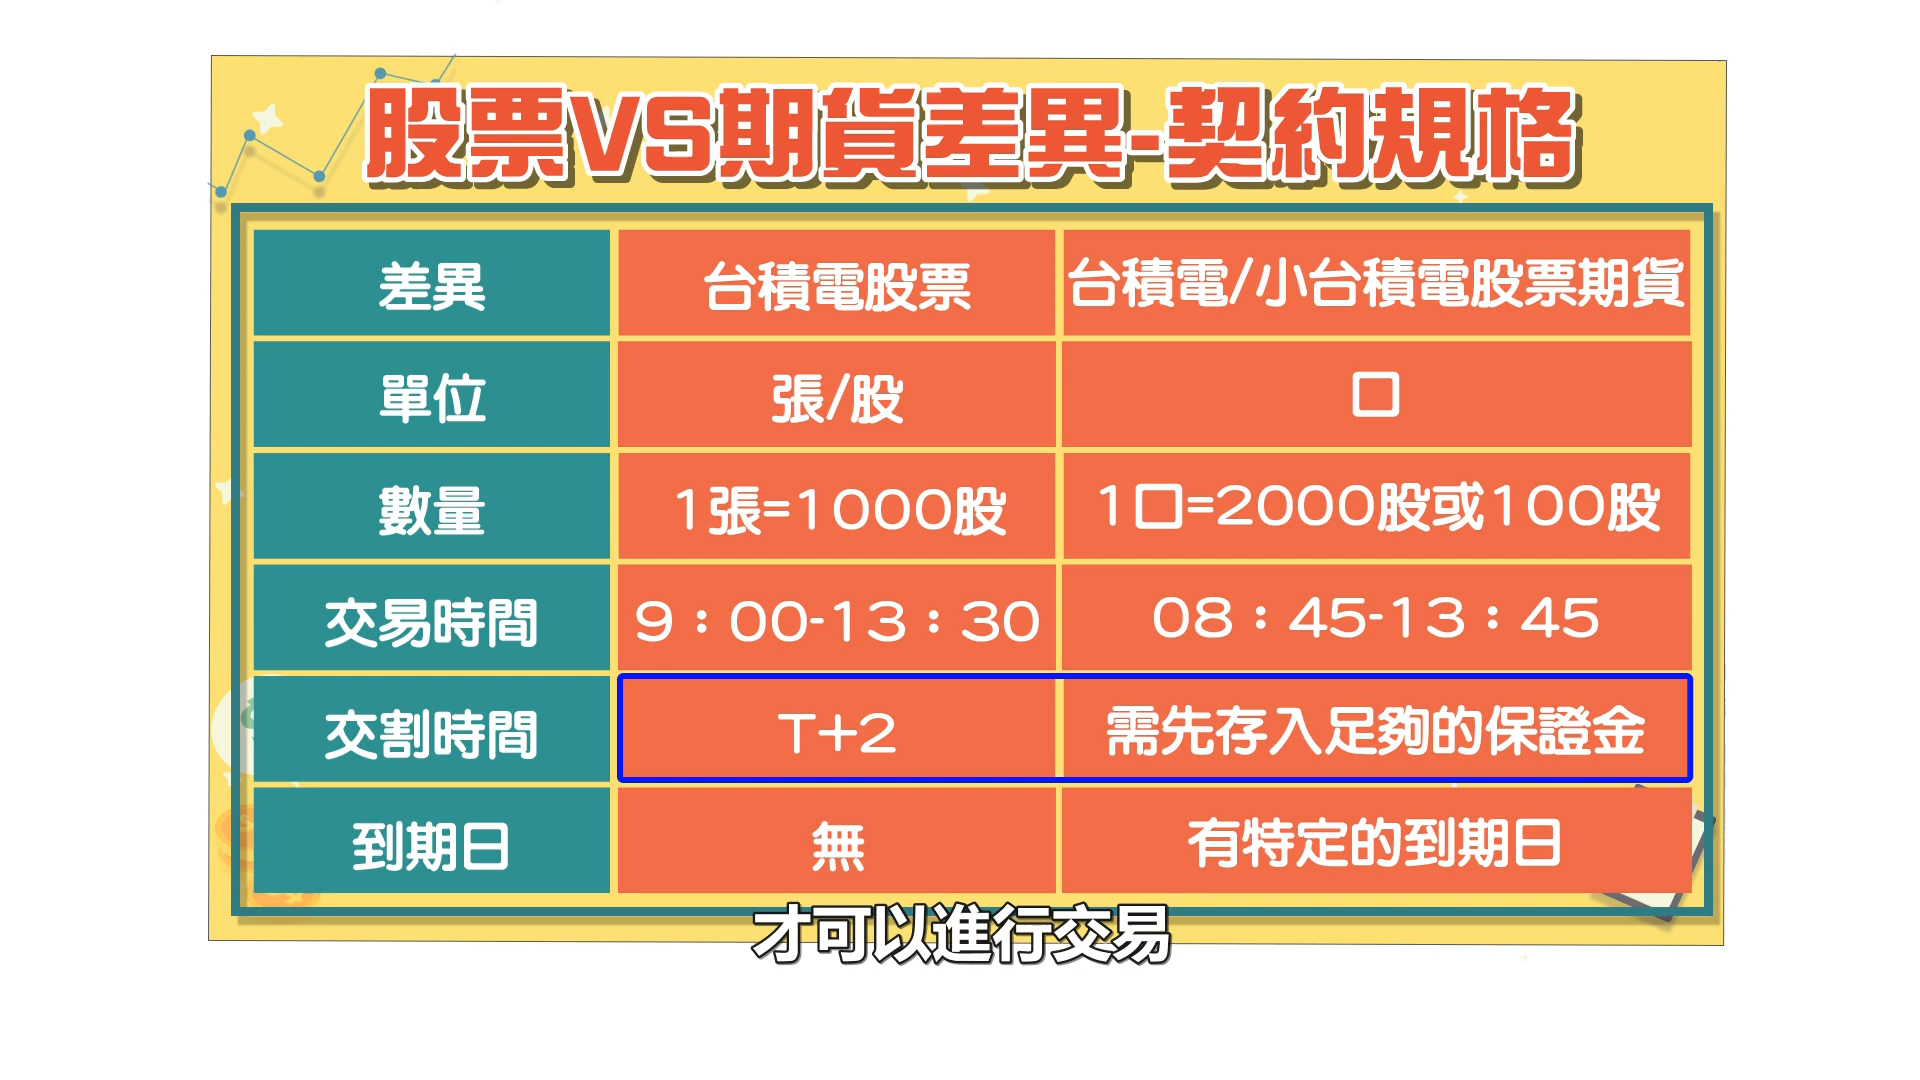 股票VS期貨差異-契約規格
差異 台積電股票 台積電/小台積電股票期貨
單位 張/股 口
數量 1張=1000股 1口=2000股或100股
交易時間 9：00-13：30 08：45-13：45
交割時間 T+2 需先存入足夠的保證金
到期日 無 有特定的到期日
才可以進行交易